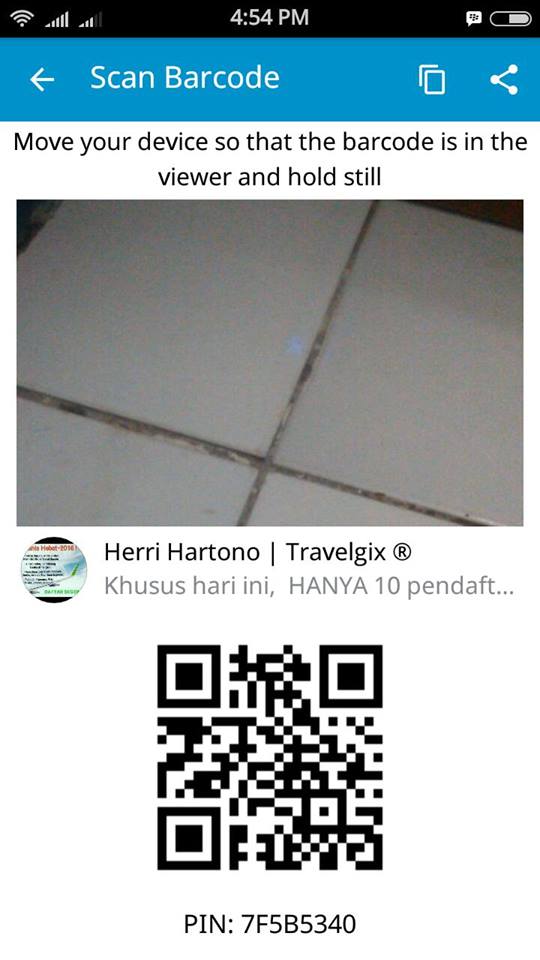 4:54 PM
Scan Barcode
Move your device so that the barcode is in the
viewer and hold still
Herri Hartono | Travelgix ®
Khusus hari ini, HANYA 10 pendaft...
PIN: 7F5B5340